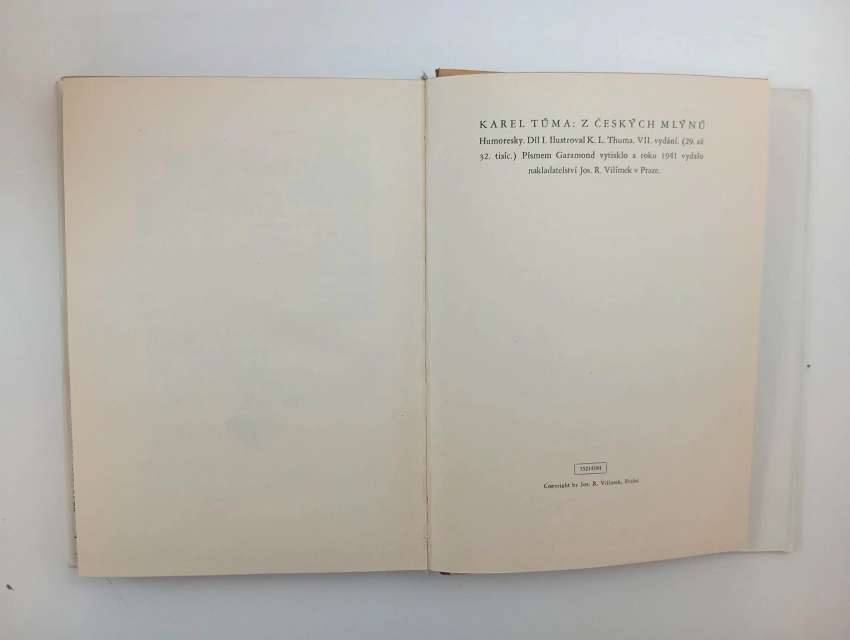 KAREL TŮMA: Z ČESKÝCH MLÝNŮ
Humoresky. Díl I. Ilustroval K. L. Thuma. VII. vydání. (29. až
32. tisíc.) Písmem Garamond vytisklo a roku 1941 vydalo
nakladatelství Jos. R. Vilímek v Praze.
Copyright by Jos. R. Vilímek, Praha